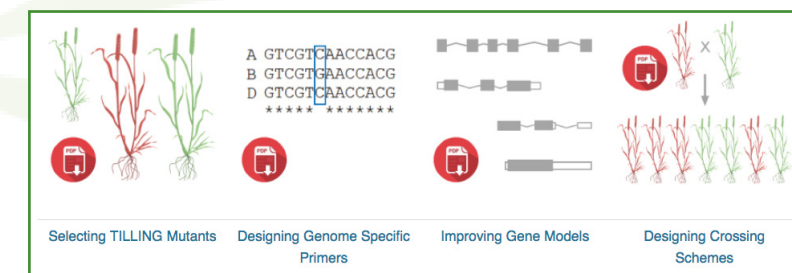 A GTCGTCAACCACG
B GTCGTGAACCACG
D GTCGTCAACCACG
***** *******
PDF
PDF
PDF
X
PDF
Selecting TILLING Mutants
Designing Genome Specific
Primers
Improving Gene Models
Designing Crossing
Schemes